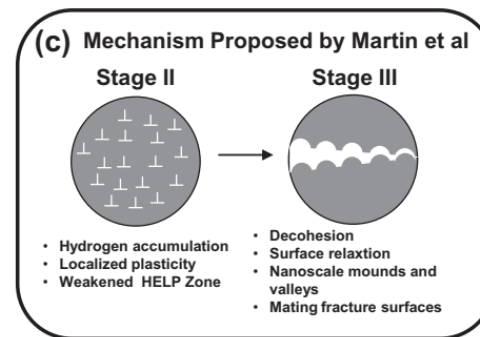 (c) Mechanism Proposed by Martin et al
Stage II
Stage III
• Hydrogen accumulation
• Localized plasticity
• Weakened HELP Zone
• Decohesion
• Surface relaxtion
• Nanoscale mounds and
valleys
• Mating fracture surfaces